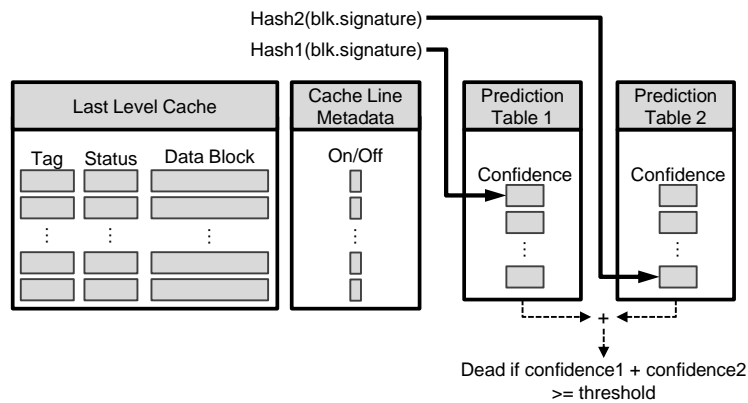 Hash2(blk.signature)
Hash1(blk.signature)
Last Level Cache
Cache Line
Metadata
Prediction
Table 1
Prediction
Table 2
Tag Status Data Block
On/Off
Confidence
Confidence
+
Dead if confidence1 + confidence2
>= threshold